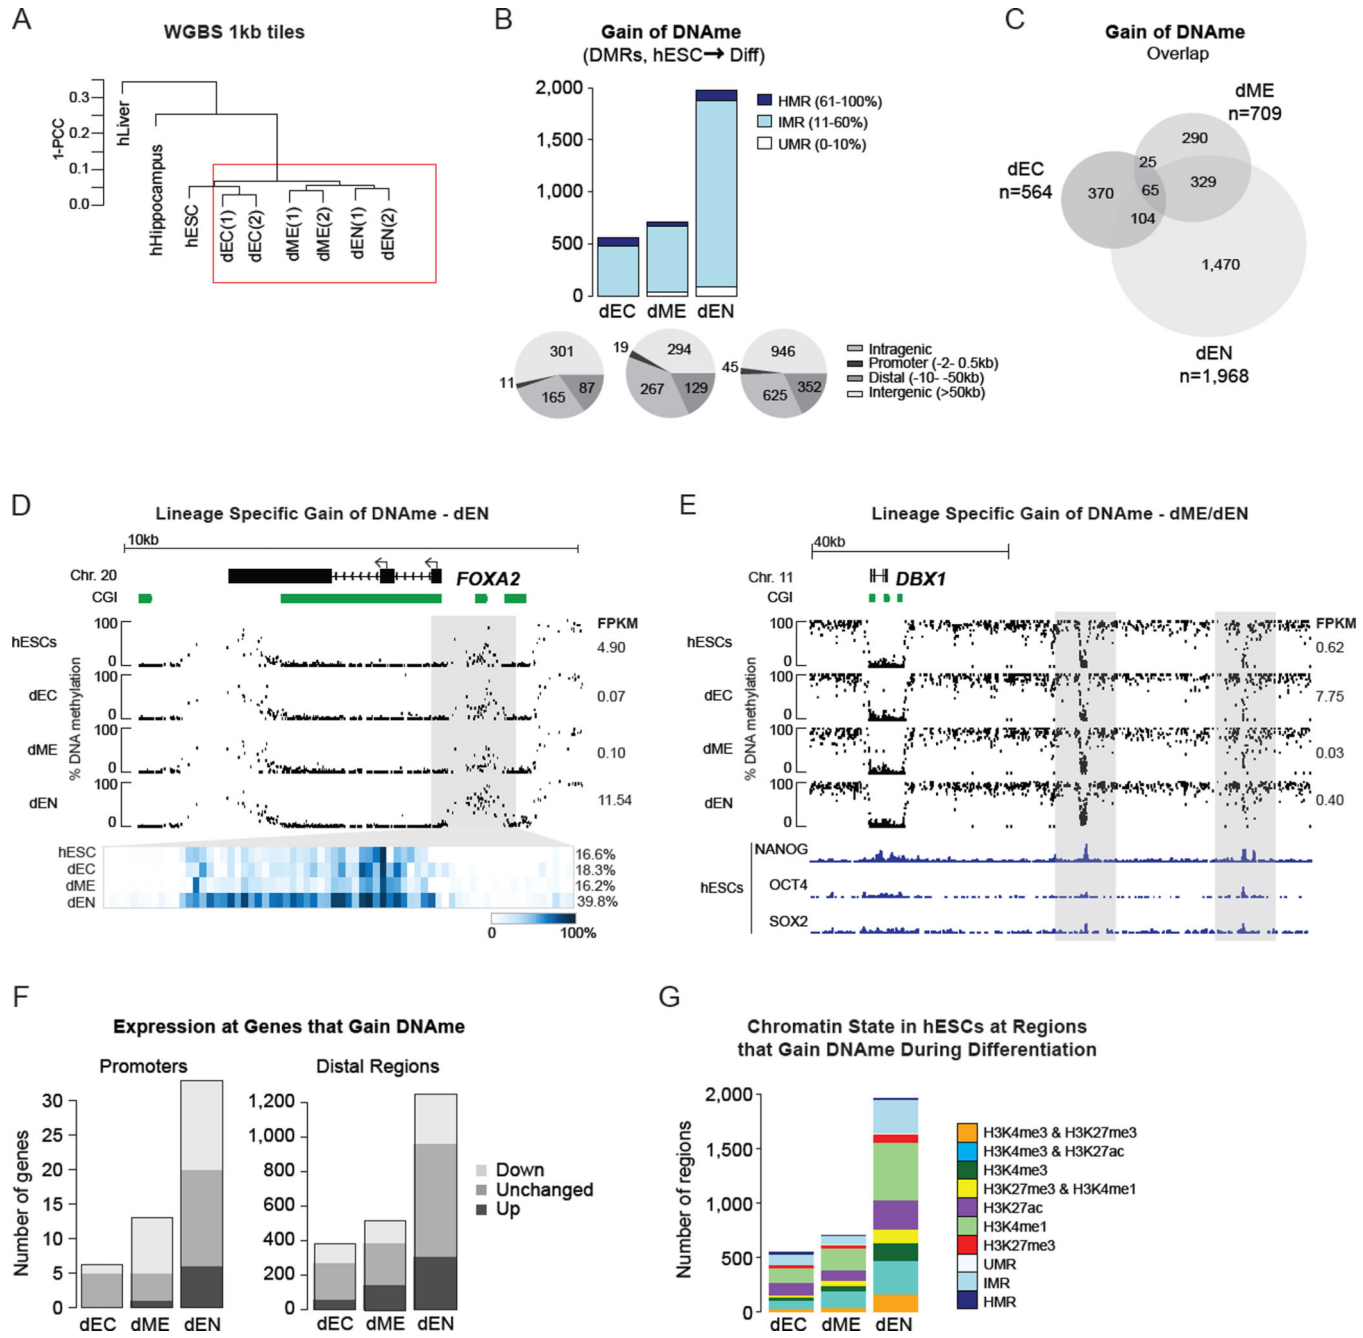 A
WGBS 1kb tiles
1-PCC
0.3
0.2
0.1
0.0
hLiver
hHippocampus
hESC
dEC(1)
dEC(2)
dME(1)
dME(2)
dEN(1)
dEN(2)
B
Gain of DNAme
(DMRs, hESC→ Diff)
2,000
1,500
1,000
500
0
dEC
dME
dEN
HMR (61-100%)
IMR (11-60%)
UMR (0-10%)
301
11
165
87
19
294
267
129
45
946
625
352
Intragenic
Promoter (-2- 0.5kb)
Distal (-10- -50kb)
Intergenic (>50kb)
C
Gain of DNAme
Overlap
dME
n=709
dEC
n=564
290
25
370
65
329
104
1,470
dEN
n=1,968
D
Lineage Specific Gain of DNAme - dEN
10kb
Chr. 20
FOXA2
CGI
% DNA methylation
FPKM
hESCs
100
0
4.90
dEC
100
0
0.07
dME
100
0
0.10
dEN
100
0
11.54
hESC
16.6%
dEC
18.3%
dME
16.2%
dEN
39.8%
0
100%
E
Lineage Specific Gain of DNAme - dME/dEN
40kb
Chr. 11
DBX1
CGI
% DNA methylation
FPKM
hESCs
100
0
0.62
dEC
100
0
7.75
dME
100
0
0.03
dEN
100
0
0.40
hESCs
NANOG
OCT4
SOX2
F
Expression at Genes that Gain DNAme
Promoters
Number of genes
30
25
20
15
10
5
0
dEC
dME
dEN
Distal Regions
1,200
1,000
800
600
400
200
0
dEC
dME
dEN
Down
Unchanged
Up
G
Chromatin State in hESCs at Regions
that Gain DNAme During Differentiation
Number of regions
2,000
1,500
1,000
500
0
dEC
dME
dEN
H3K4me3 & H3K27me3
H3K4me3 & H3K27ac
H3K4me3
H3K27me3 & H3K4me1
H3K27ac
H3K4me1
H3K27me3
UMR
IMR
HMR